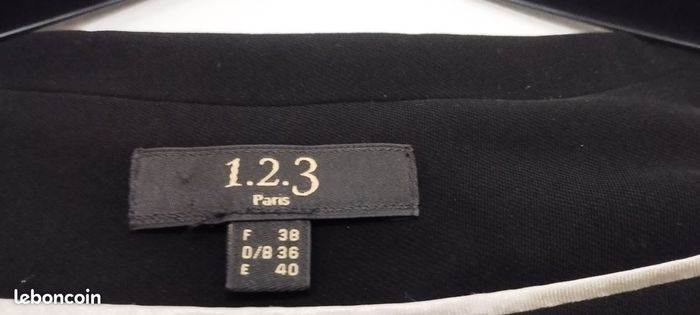 1.2.3
Paris
F 38
D/B 36
E 40
leboncoin